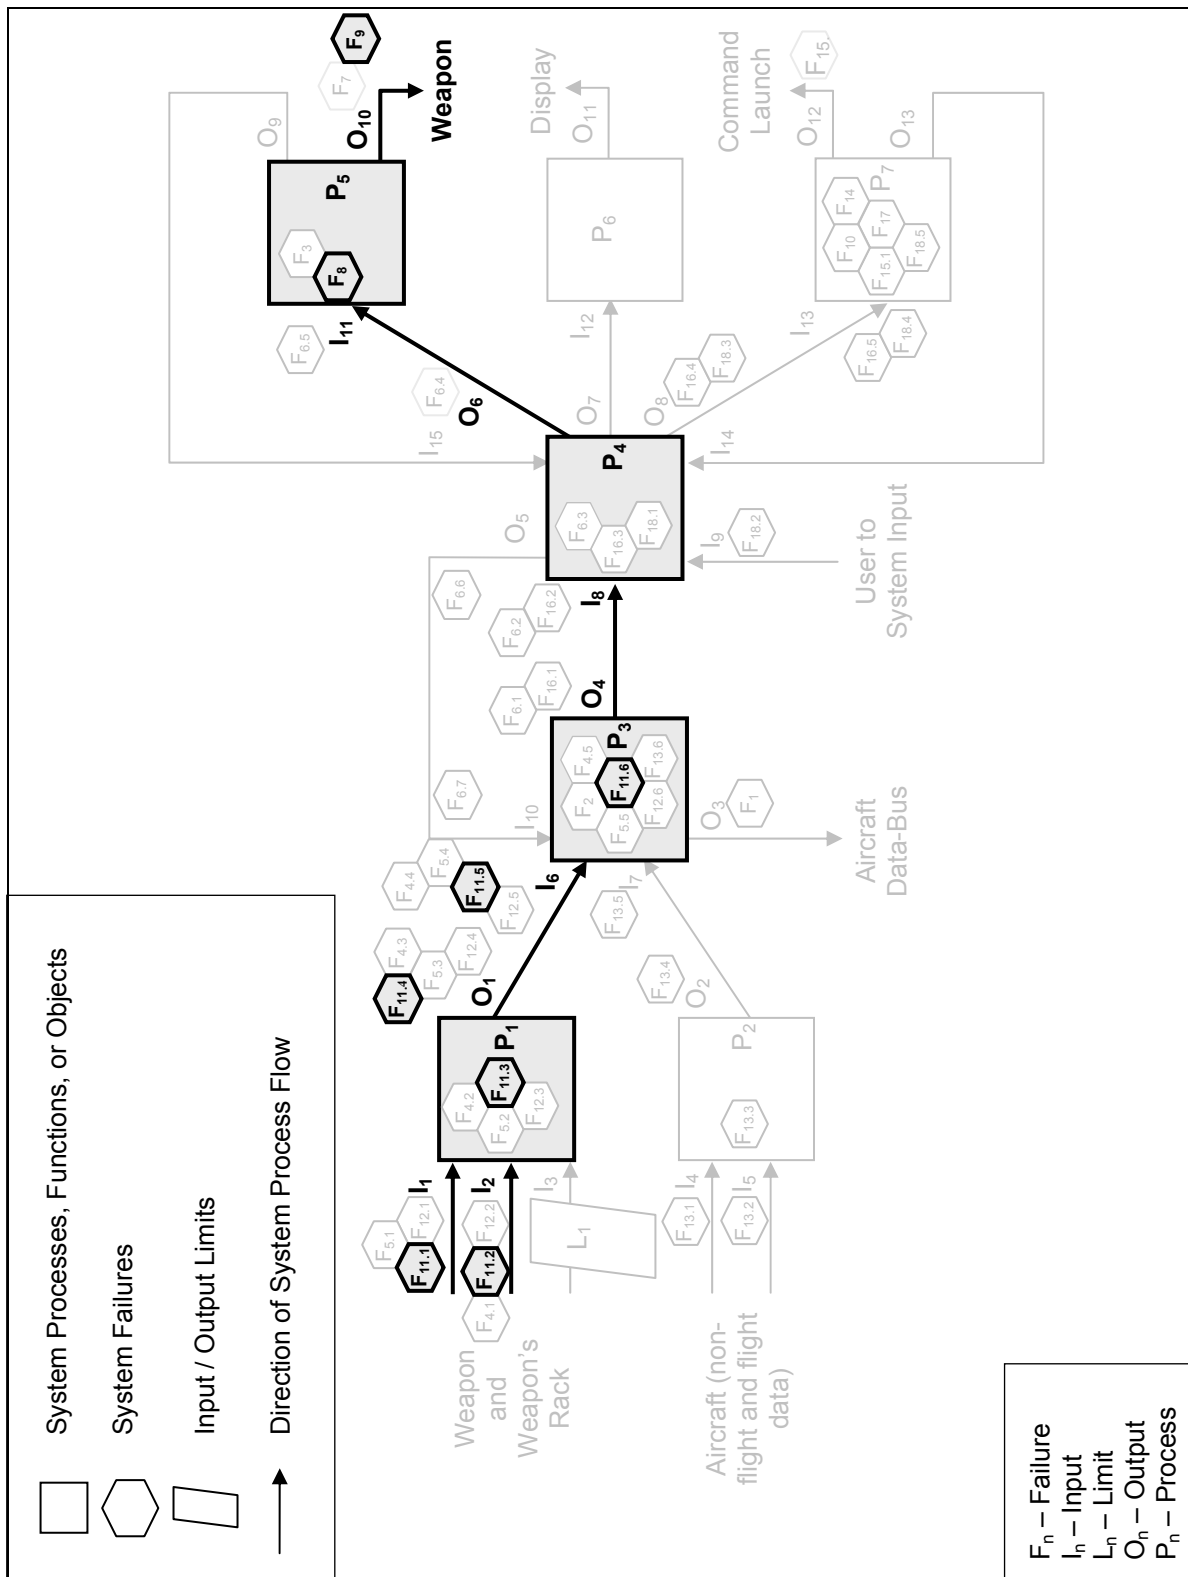 System Processes, Functions, or Objects
System Failures
Input / Output Limits
Direction of System Process Flow
Weapon
and
Weapon's
Rack
F5.1
F12.1
F11.1
I1
F4.1
F11.2
F12.2
I2
L1
I3
Aircraft (non-
flight and flight
data)
F13.1
I4
F13.2
I5
P1
F4.2
F11.3
F5.2
F12.3
P2
F13.3
O1
F11.4
F4.3
F5.3
F12.4
O2
F13.4
F4.4
F5.4
F11.5
F12.5
I6
F13.5
I7
F6.7
I10
P3
F4.5
F2
F11.6
F5.5
F12.6
F13.6
O3
F1
Aircraft
Data-Bus
O4
F6.1
F16.1
F6.2
F16.2
I8
F6.6
O5
P4
F6.3
F16.3
F18.1
I9
F18.2
User to
System Input
I15
I14
O6
F6.4
O7
O8
F16.4
F18.3
F6.5
I11
I12
I13
F16.5
F18.4
P5
F3
F8
P6
P7
F14
F10
F17
F15.1
F18.5
O9
O10
F7
F9
Weapon
O11
Display
O12
F15.
Command
Launch
O13
Fn – Failure
In – Input
Ln – Limit
On – Output
Pn – Process